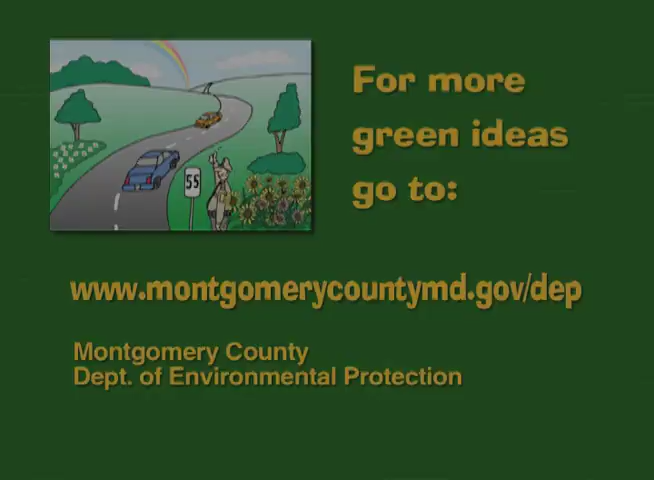 For more
green ideas
go to:
55
www.montgomerycountymd.gov/dep
Montgomery County
Dept. of Environmental Protection